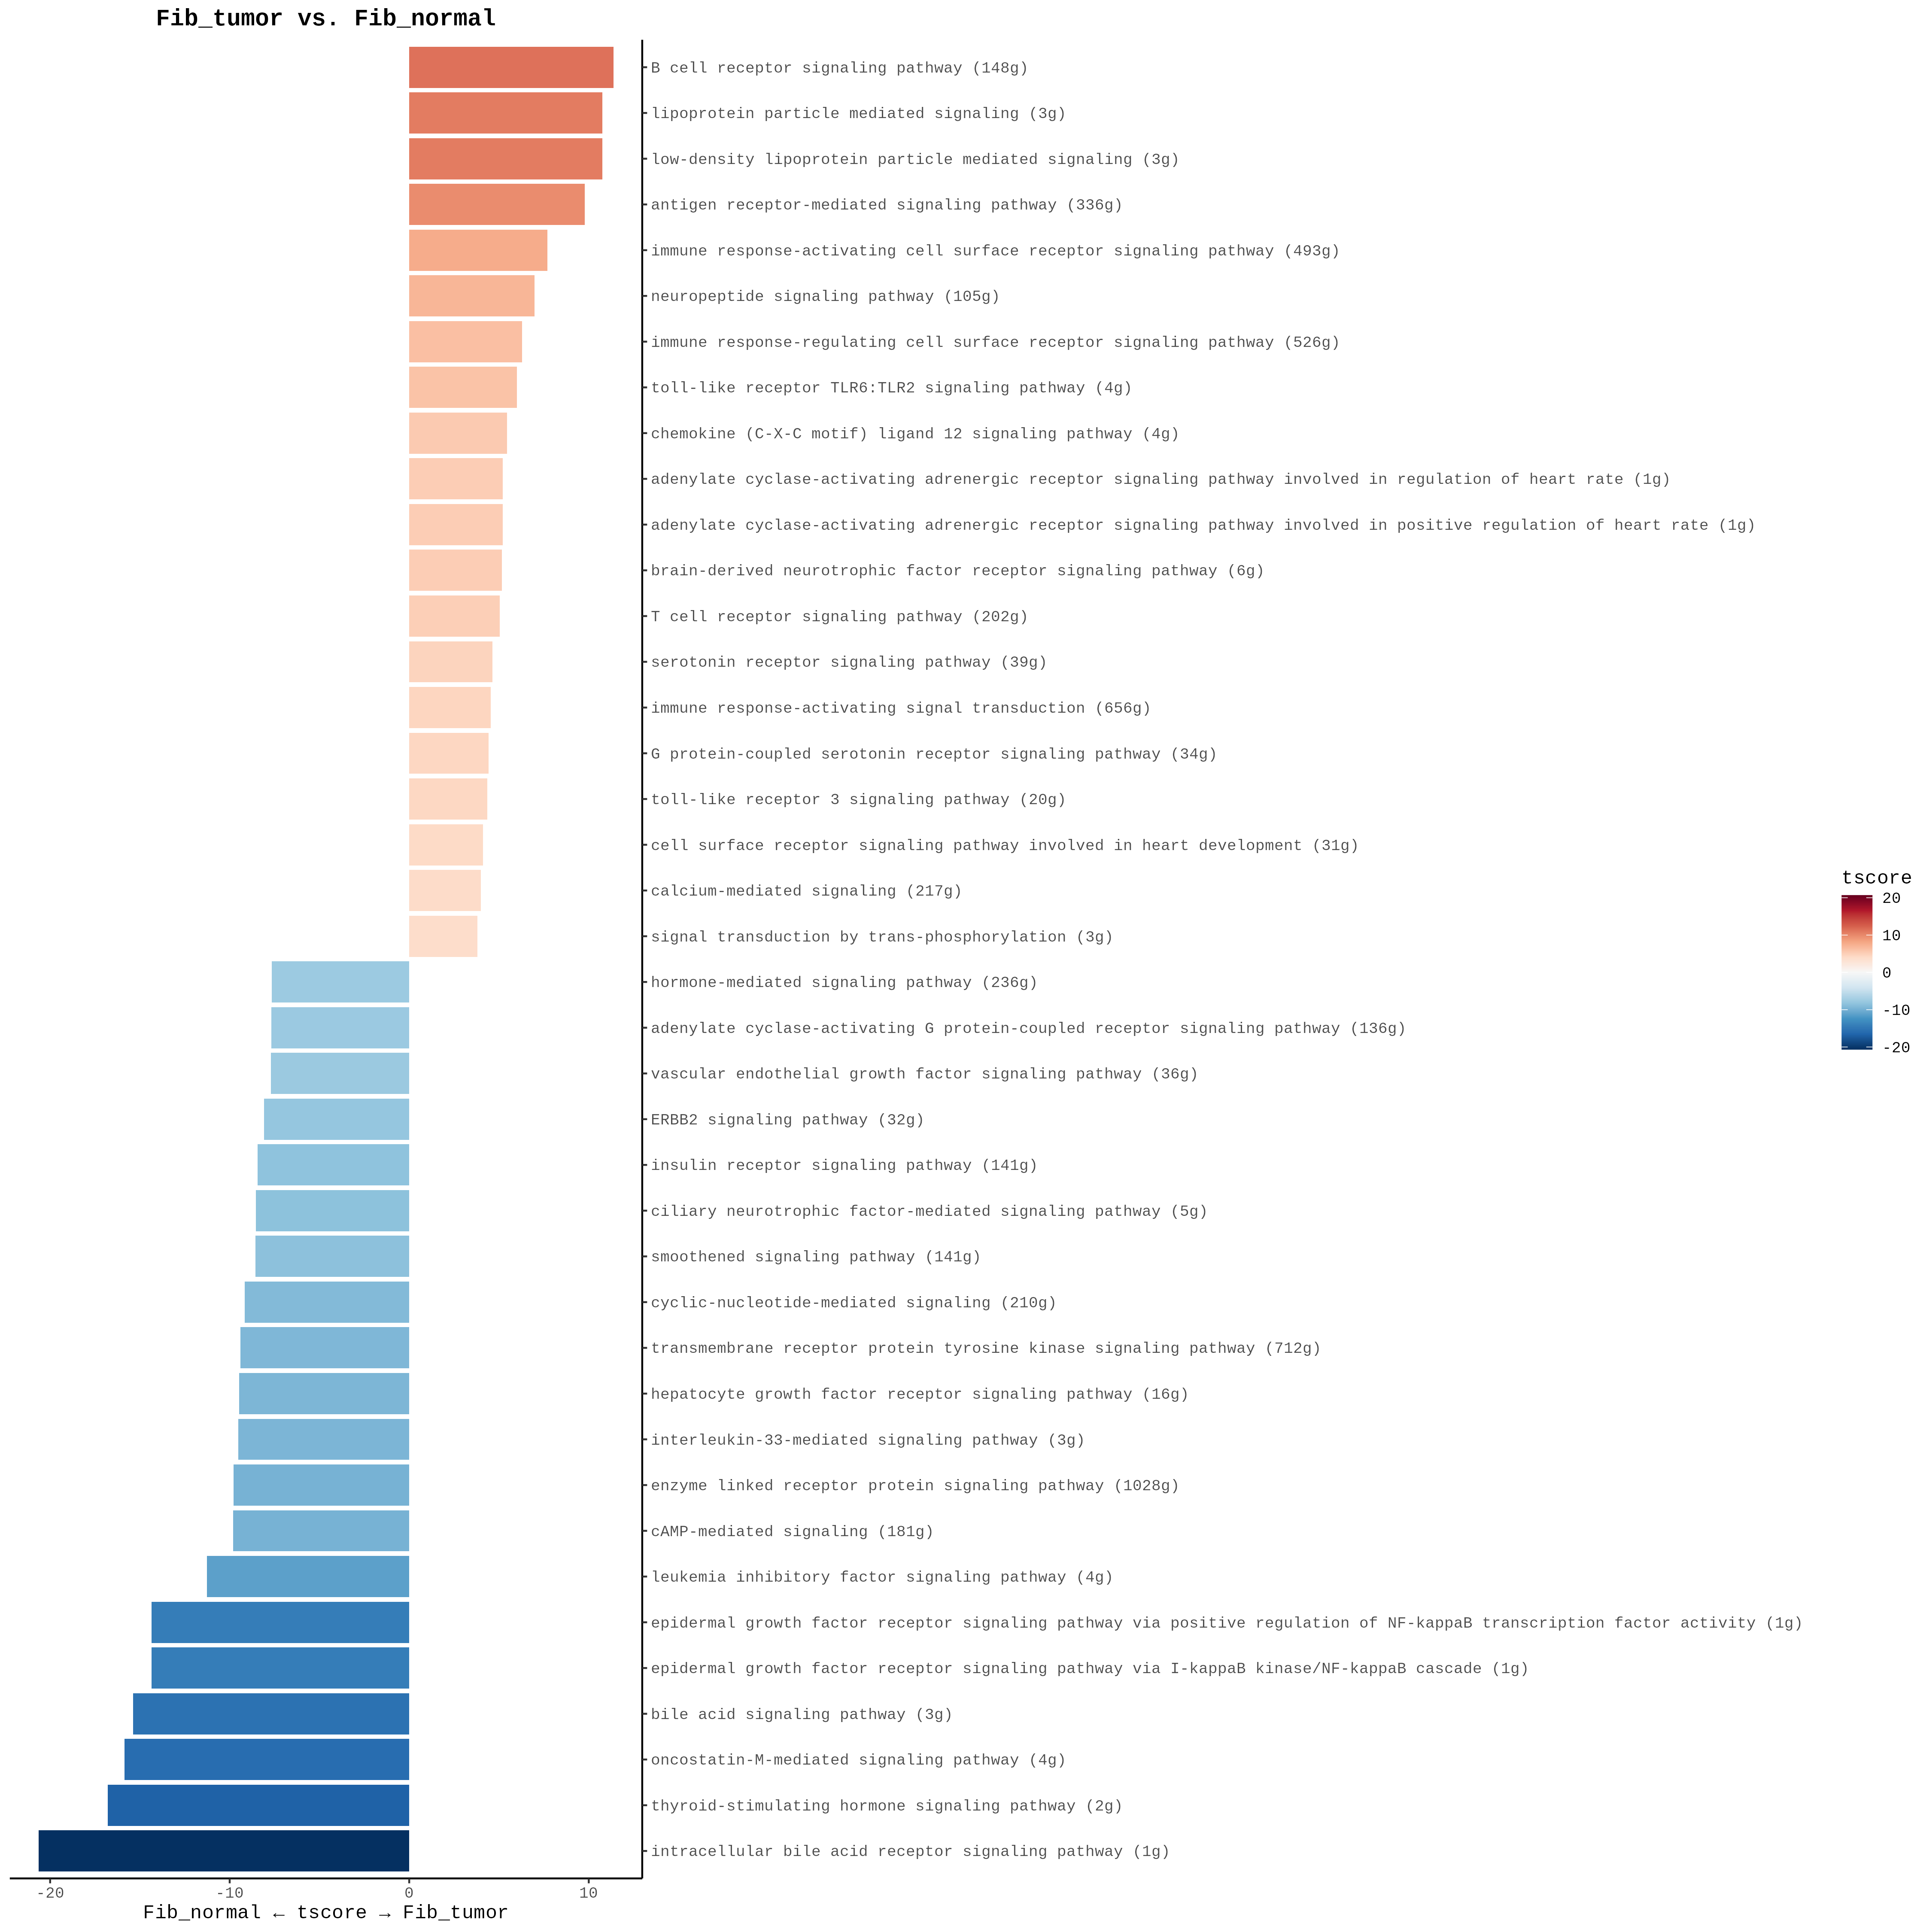 Fib_tumor vs. Fib_normal
B cell receptor signaling pathway (148g)
lipoprotein particle mediated signaling (3g)
low-density lipoprotein particle mediated signaling (3g)
antigen receptor-mediated signaling pathway (336g)
immune response-activating cell surface receptor signaling pathway (493g)
neuropeptide signaling pathway (105g)
immune response-regulating cell surface receptor signaling pathway (526g)
toll-like receptor TLR6:TLR2 signaling pathway (4g)
chemokine (C-X-C motif) ligand 12 signaling pathway (4g)
adenylate cyclase-activating adrenergic receptor signaling pathway involved in regulation of heart rate (1g)
adenylate cyclase-activating adrenergic receptor signaling pathway involved in positive regulation of heart rate (1g)
brain-derived neurotrophic factor receptor signaling pathway (6g)
T cell receptor signaling pathway (202g)
serotonin receptor signaling pathway (39g)
immune response-activating signal transduction (656g)
G protein-coupled serotonin receptor signaling pathway (34g)
toll-like receptor 3 signaling pathway (20g)
cell surface receptor signaling pathway involved in heart development (31g)
calcium-mediated signaling (217g)
signal transduction by trans-phosphorylation (3g)
hormone-mediated signaling pathway (236g)
adenylate cyclase-activating G protein-coupled receptor signaling pathway (136g)
vascular endothelial growth factor signaling pathway (36g)
ERBB2 signaling pathway (32g)
insulin receptor signaling pathway (141g)
ciliary neurotrophic factor-mediated signaling pathway (5g)
smoothened signaling pathway (141g)
cyclic-nucleotide-mediated signaling (210g)
transmembrane receptor protein tyrosine kinase signaling pathway (712g)
hepatocyte growth factor receptor signaling pathway (16g)
interleukin-33-mediated signaling pathway (3g)
enzyme linked receptor protein signaling pathway (1028g)
cAMP-mediated signaling (181g)
leukemia inhibitory factor signaling pathway (4g)
epidermal growth factor receptor signaling pathway via positive regulation of NF-kappaB transcription factor activity (1g)
epidermal growth factor receptor signaling pathway via I-kappaB kinase/NF-kappaB cascade (1g)
bile acid signaling pathway (3g)
oncostatin-M-mediated signaling pathway (4g)
thyroid-stimulating hormone signaling pathway (2g)
intracellular bile acid receptor signaling pathway (1g)
-20 -10 0 10
Fib_normal ← tscore → Fib_tumor
tscore
20
10
0
-10
-20